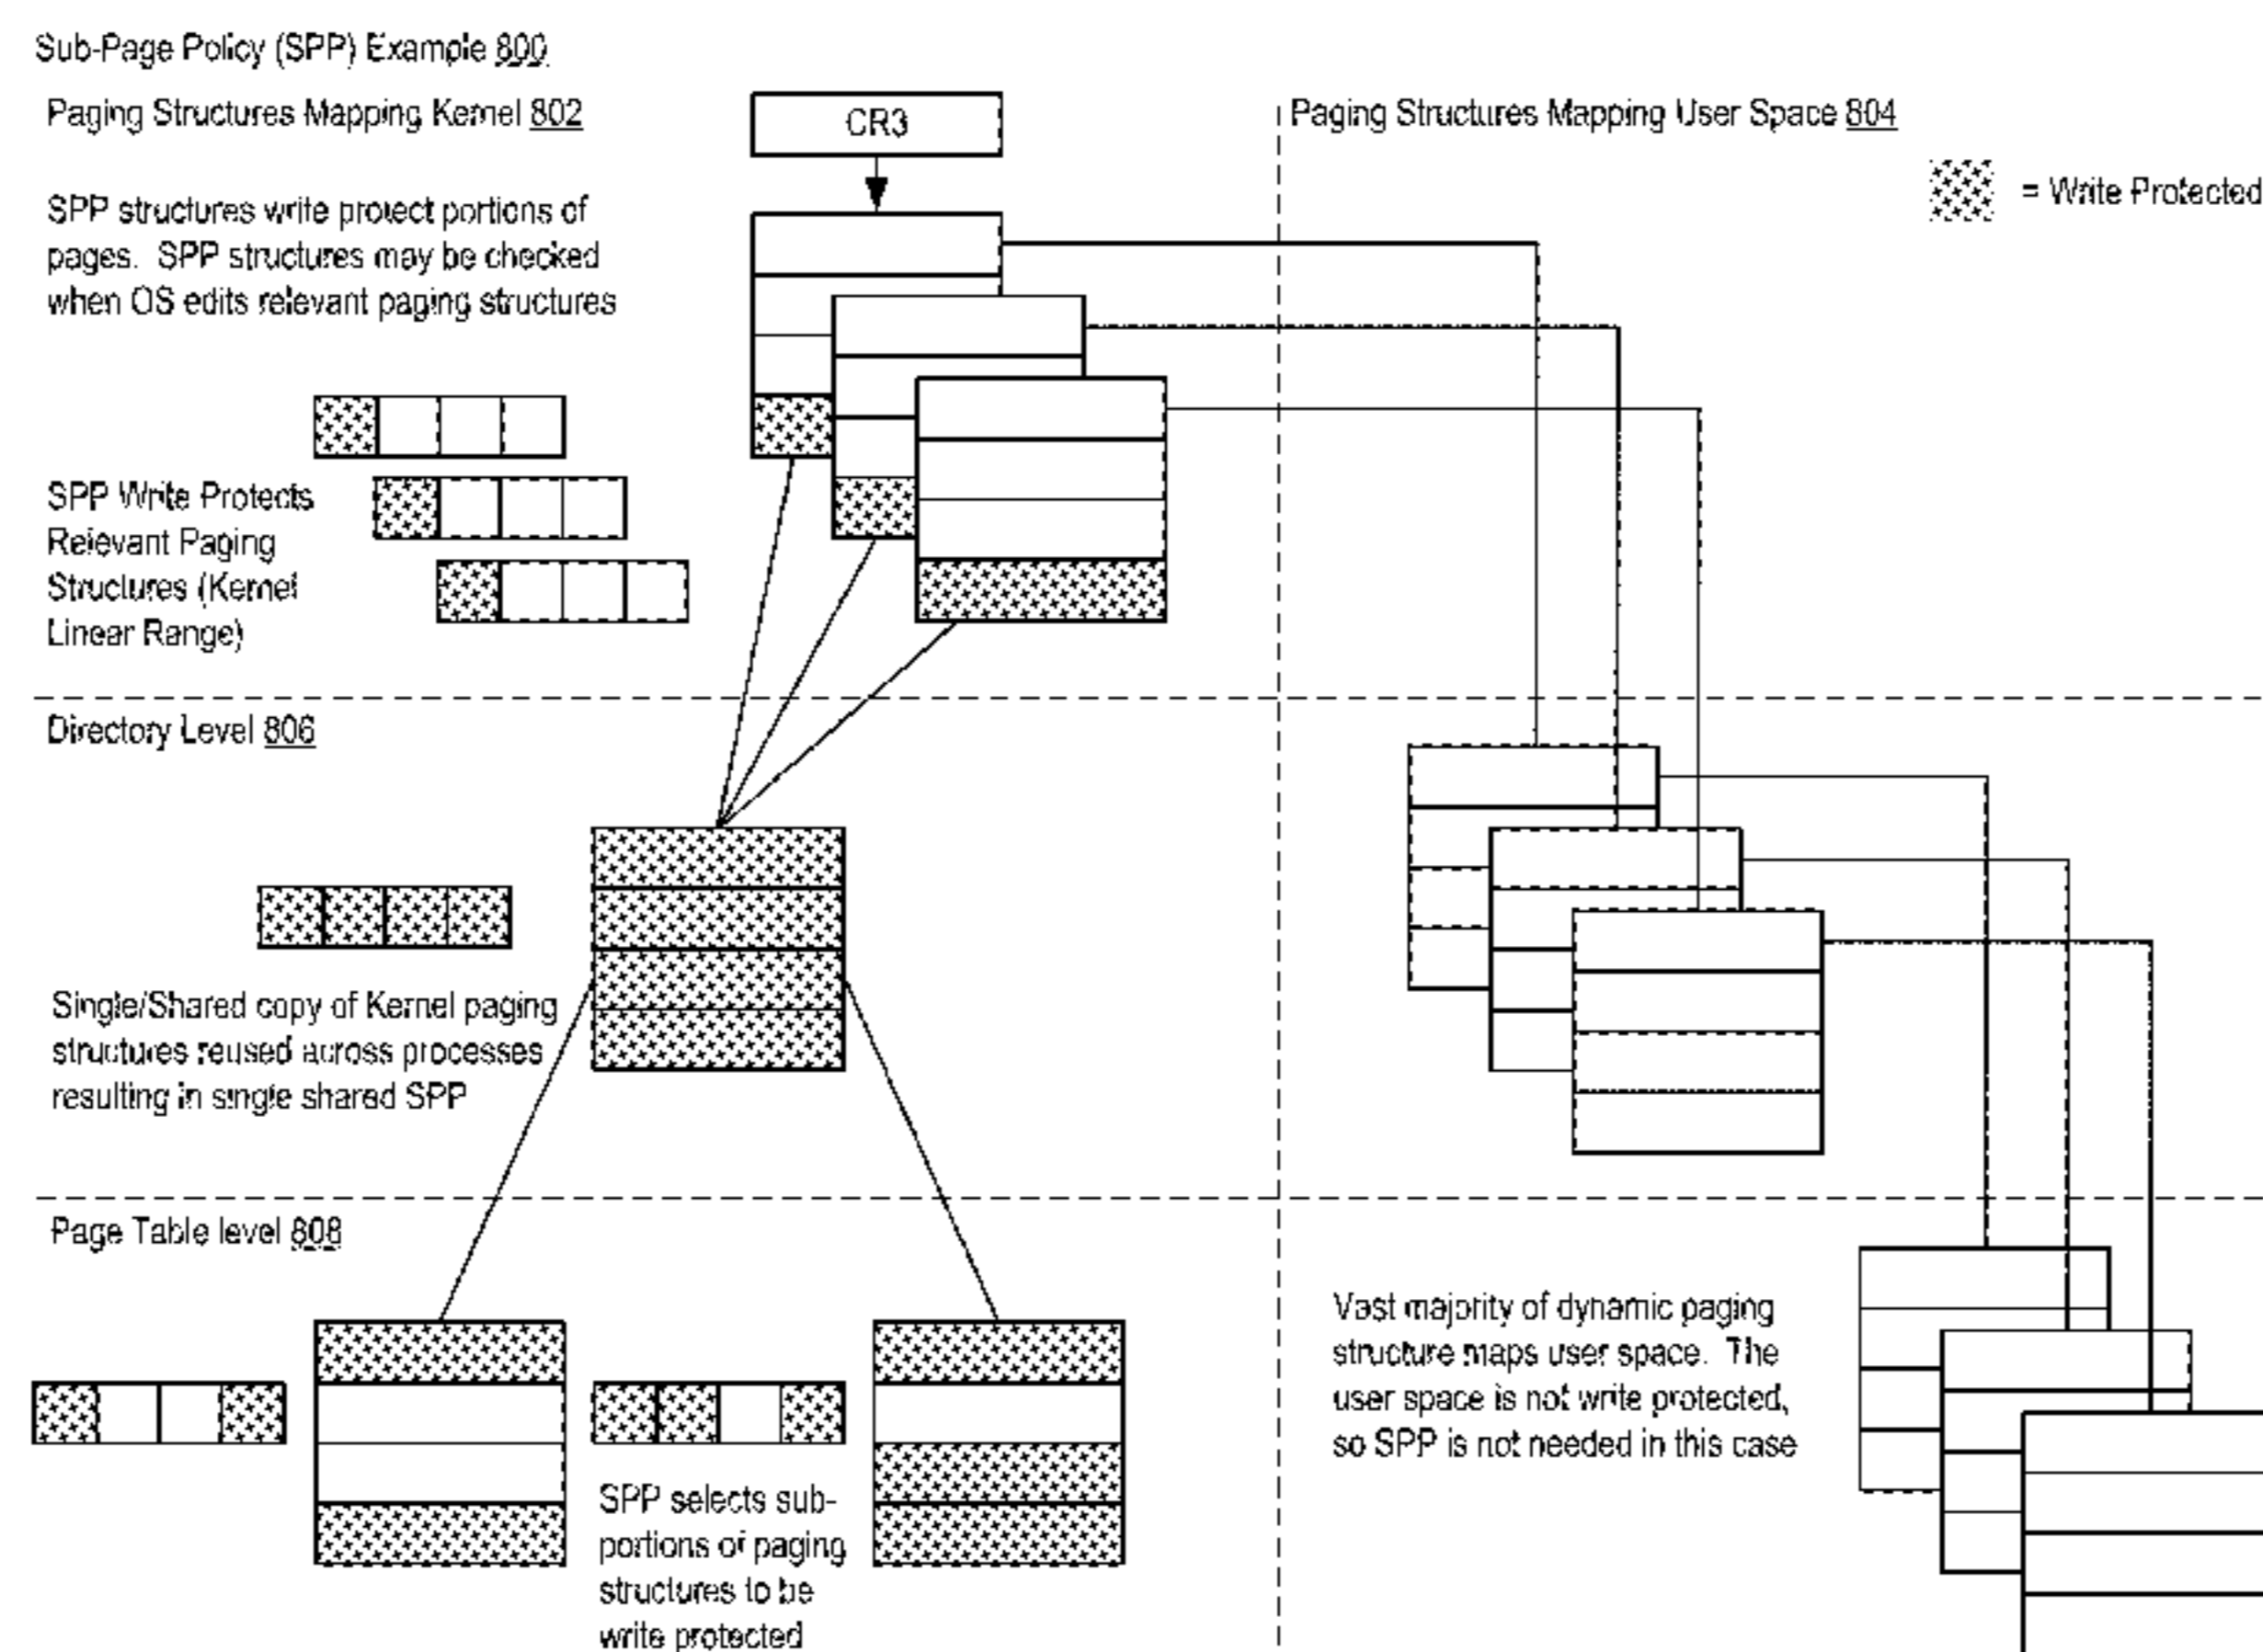 Sub-Page Policy (SPP) Example 800
Paging Structures Mapping Kernel 802
CR3
Paging Structures Mapping User Space 804
= Write Protected
SPP structures write protect portions of
pages. SPP structures may be checked
when OS edits relevant paging structures
SPP Write Protects
Relevant Paging
Structures (Kernel
Linear Range)
Directory Level 806
Single/Shared copy of Kernel paging
structures reused across processes
resulting in single shared SPP
Page Table level 808
SPP selects sub-
portions of paging
structures to be
write protected
Vast majority of dynamic paging
structure maps user space. The
user space is not write protected,
so SPP is not needed in this case